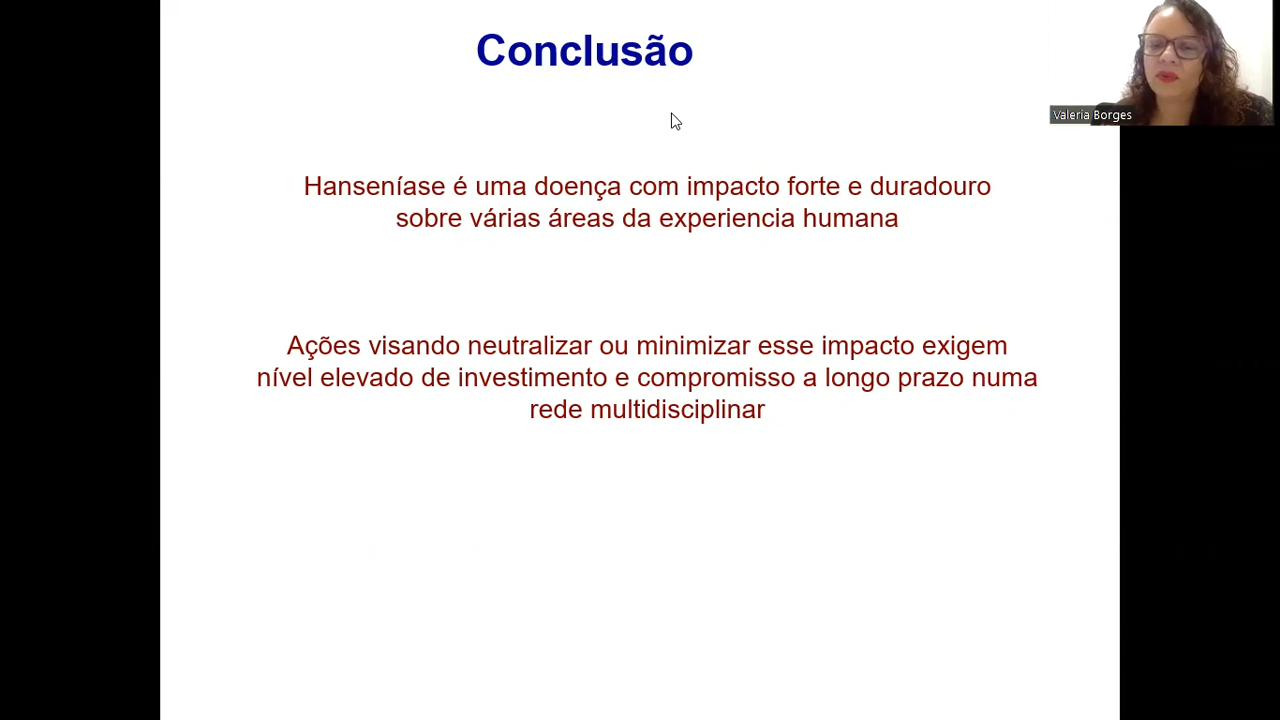 Conclusão
Valeria Borges
Hanseníase é uma doença com impacto forte e duradouro
sobre várias áreas da experiencia humana
Ações visando neutralizar ou minimizar esse impacto exigem
nível elevado de investimento e compromisso a longo prazo numa
rede multidisciplinar